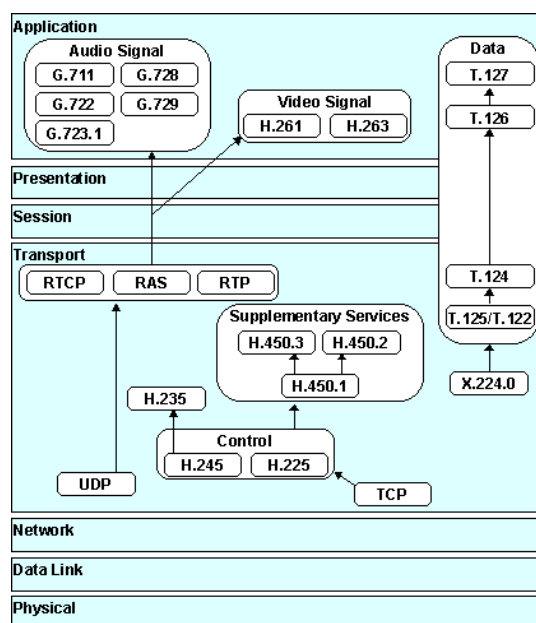 Application
Audio Signal
Data
G.711 G.728
T.127
G.722 G.729
Video Signal
T.126
G.723.1
H.261 H.263
Presentation
Session
Transport
RTCP RAS RTP
T.124
Supplementary Services
T.125/T.122
H.450.3 H.450.2
H.450.1
X.224.0
H.235
Control
H.245 H.225
UDP
TCP
Network
Data Link
Physical